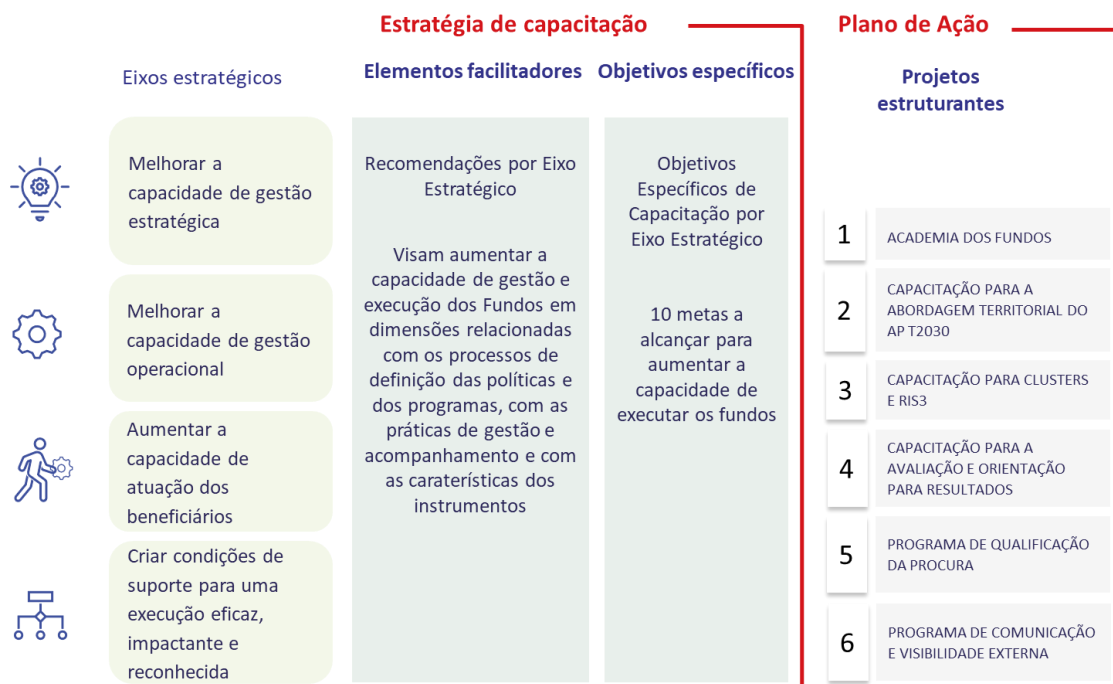 Estratégia de capacitação
Plano de Ação
Eixos estratégicos
Elementos facilitadores
Objetivos específicos
Projetos
estruturantes
Melhorar a
capacidade de gestão
estratégica
Melhorar a
capacidade de gestão
operacional
Aumentar a
capacidade de
atuação dos
beneficiários
Criar condições de
suporte para uma
execução eficaz,
impactante e
reconhecida
Recomendações por Eixo
Estratégico
Visam aumentar a
capacidade de gestão e
execução dos Fundos em
dimensões relacionadas
com os processos de
definição das políticas e
dos programas, com as
práticas de gestão e
acompanhamento e com
as caraterísticas dos
instrumentos
Objetivos
Específicos de
Capacitação por
Eixo Estratégico
10 metas a
alcançar para
aumentar a
capacidade de
executar os fundos
1
ACADEMIA DOS FUNDOS
2
CAPACITAÇÃO PARA A
ABORDAGEM TERRITORIAL DO
AP T2030
3
CAPACITAÇÃO PARA CLUSTERS
E RIS3
4
CAPACITAÇÃO PARA A
AVALIAÇÃO E ORIENTAÇÃO
PARA RESULTADOS
5
PROGRAMA DE QUALIFICAÇÃO
DA PROCURA
6
PROGRAMA DE COMUNICAÇÃO
E VISIBILIDADE EXTERNA